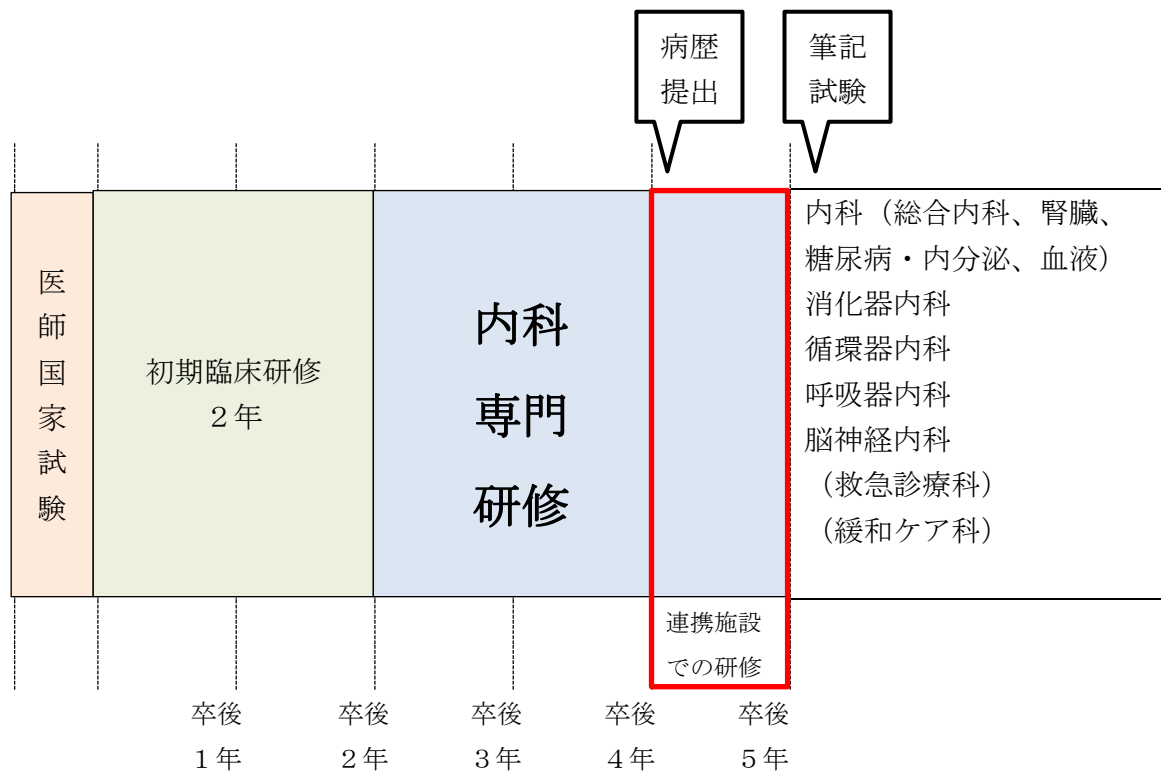 病歴
提出
筆記
試験
医
師
国
家
試
験
初期臨床研修
２年
内科
専門
研修
内科（総合内科、腎臓、
糖尿病・内分泌、血液）
消化器内科
循環器内科
呼吸器内科
脳神経内科
（救急診療科）
（緩和ケア科）
連携施設
での研修
卒後
１年
卒後
２年
卒後
３年
卒後
４年
卒後
５年